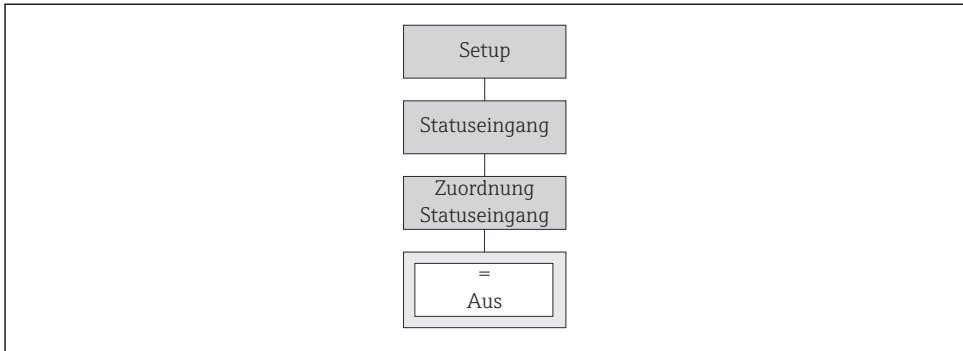 Setup
Statuseingang
Zuordnung
Statuseingang
=
Aus